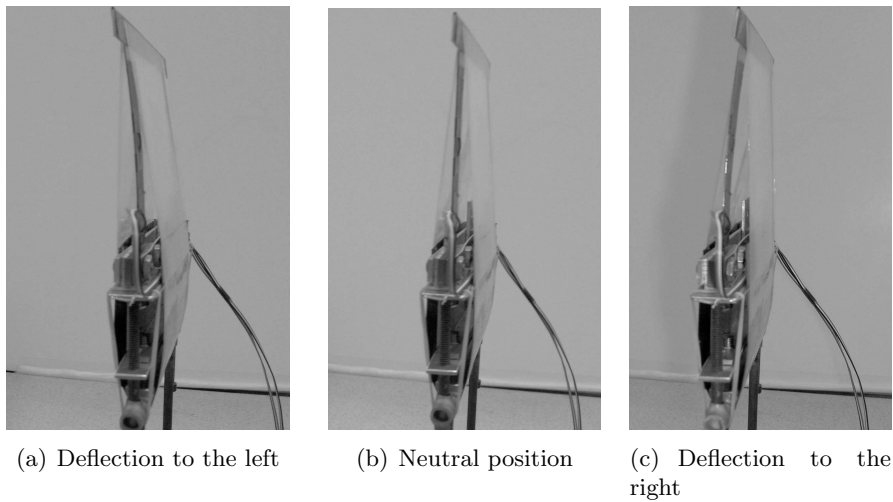 (a) Deflection to the left
(b) Neutral position
(c) Deflection to the
right